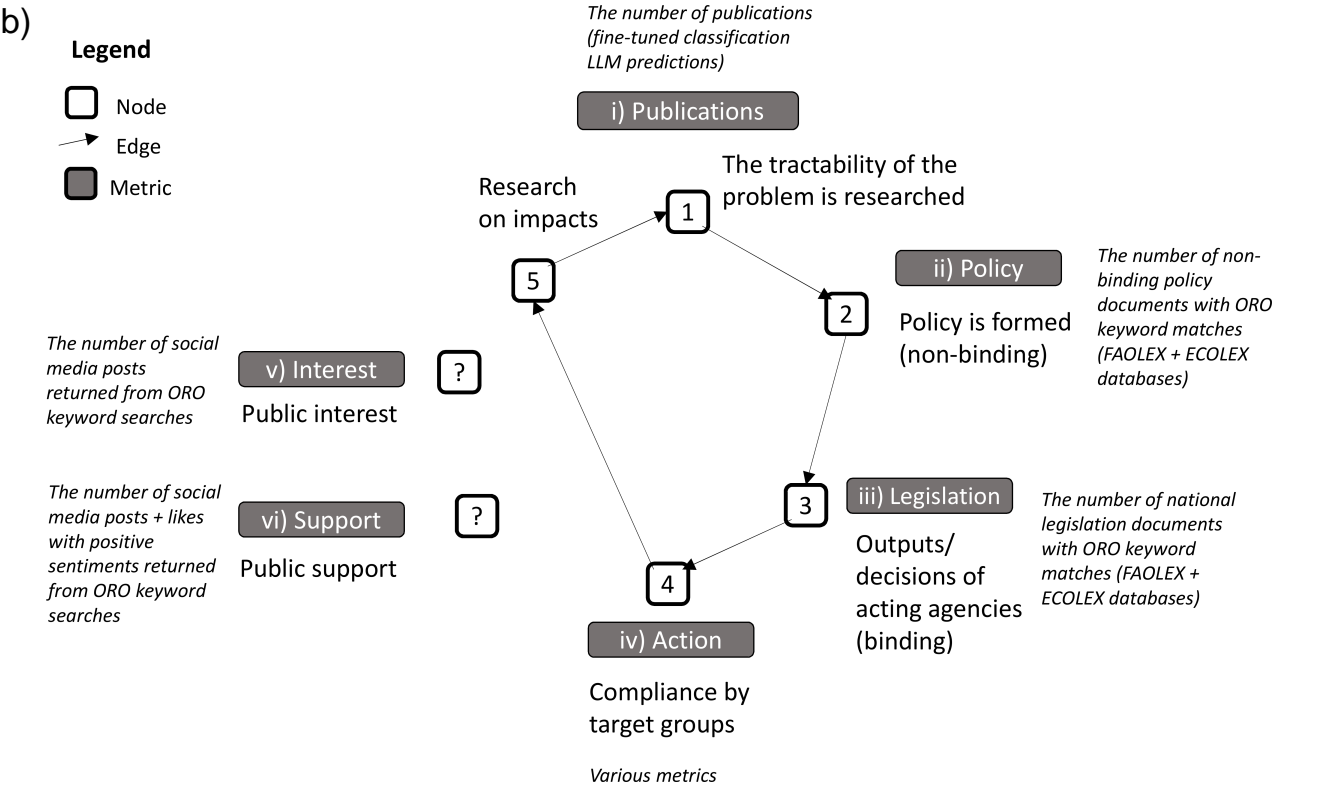 b)
Legend
Node
Edge
Metric
The number of publications
(fine-tuned classification
LLM predictions)
i) Publications
The tractability of the
problem is researched
Research
on impacts
1
5
2
ii) Policy
Policy is formed
(non-binding)
The number of non-
binding policy
documents with ORO
keyword matches
(FAOLEX + ECOLEX
databases)
The number of social
media posts
returned from ORO
keyword searches
v) Interest
?
Public interest
The number of social
media posts + likes
with positive
sentiments returned
from ORO keyword
searches
vi) Support
?
Public support
3
iii) Legislation
Outputs/
decisions of
acting agencies
(binding)
The number of national
legislation documents
with ORO keyword
matches (FAOLEX +
ECOLEX databases)
4
iv) Action
Compliance by
target groups
Various metrics